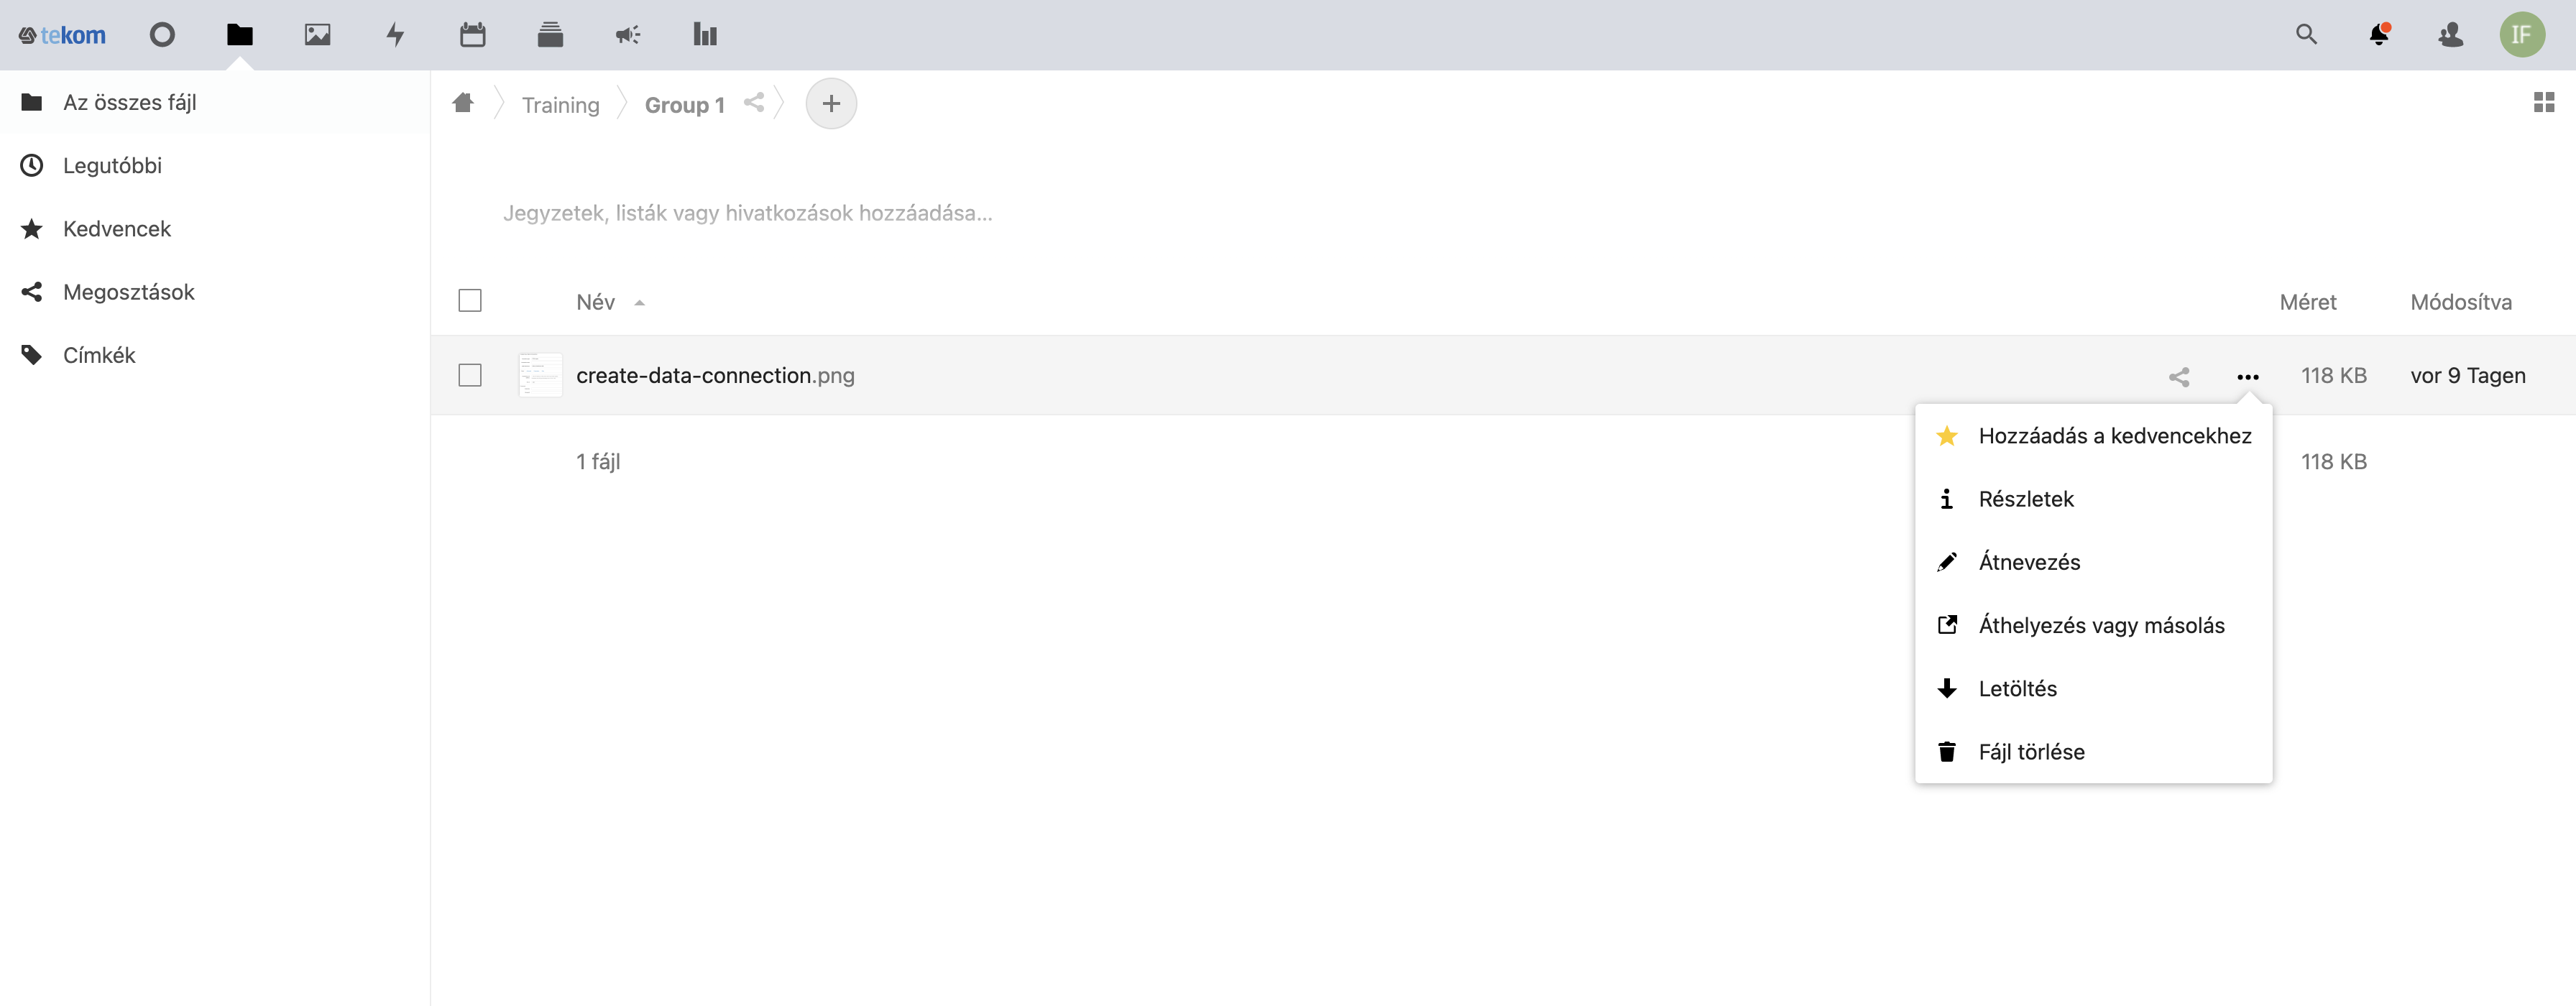 tekom
IF
Az összes fájl
Legutóbbi
Kedvencek
Megosztások
Címkék
Training
Group 1
Jegyzetek, listák vagy hivatkozások hozzáadása...
Név
Méret
Módosítva
create-data-connection.png
118 KB
vor 9 Tagen
1 fájl
118 KB
Hozzáadás a kedvencekhez
Részletek
Átnevezés
Áthelyezés vagy másolás
Letöltés
Fájl törlése